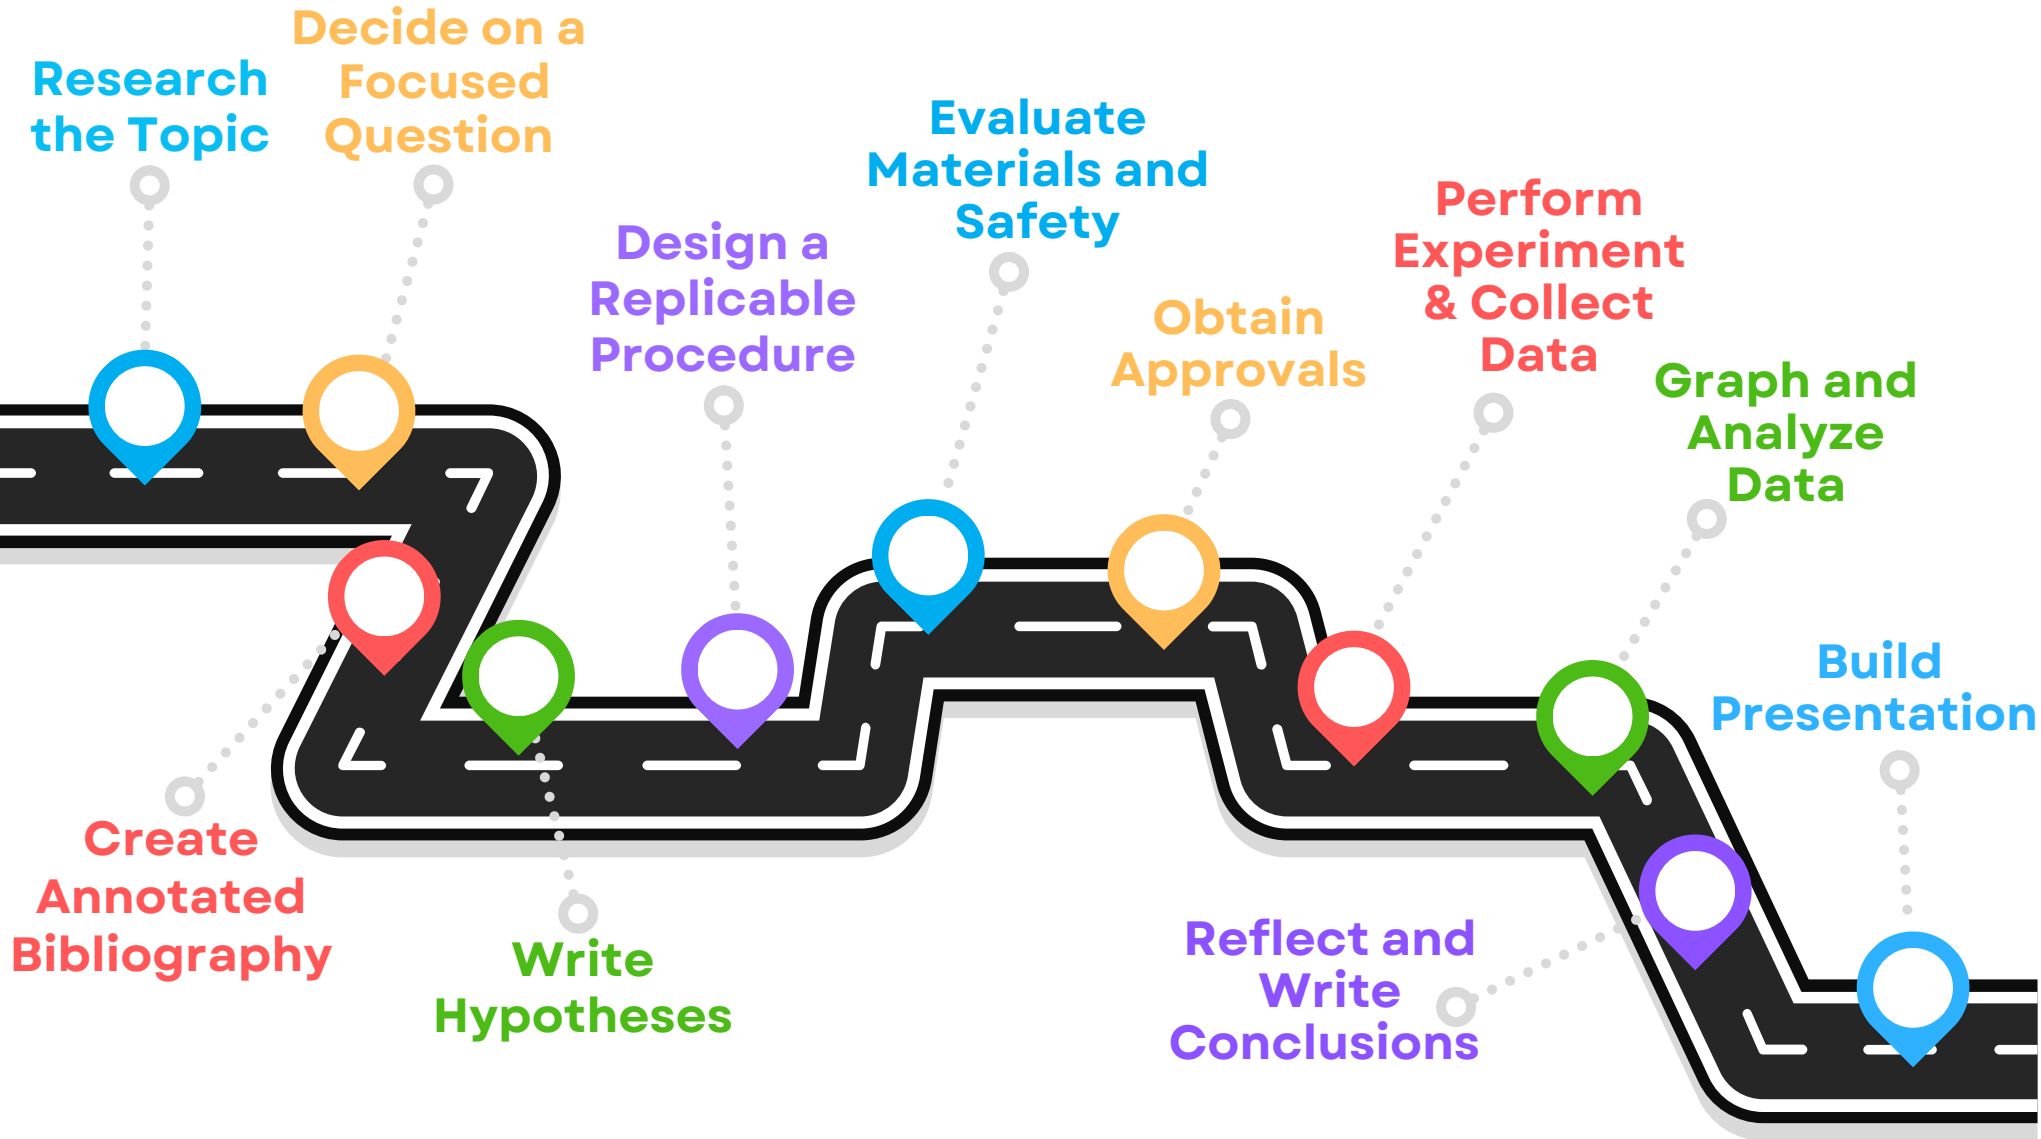 Research
the Topic
Decide on a
Focused
Question
Create
Annotated
Bibliography
Write
Hypotheses
Design a
Replicable
Procedure
Evaluate
Materials and
Safety
Obtain
Approvals
Perform
Experiment
& Collect
Data
Graph and
Analyze
Data
Reflect and
Write
Conclusions
Build
Presentation